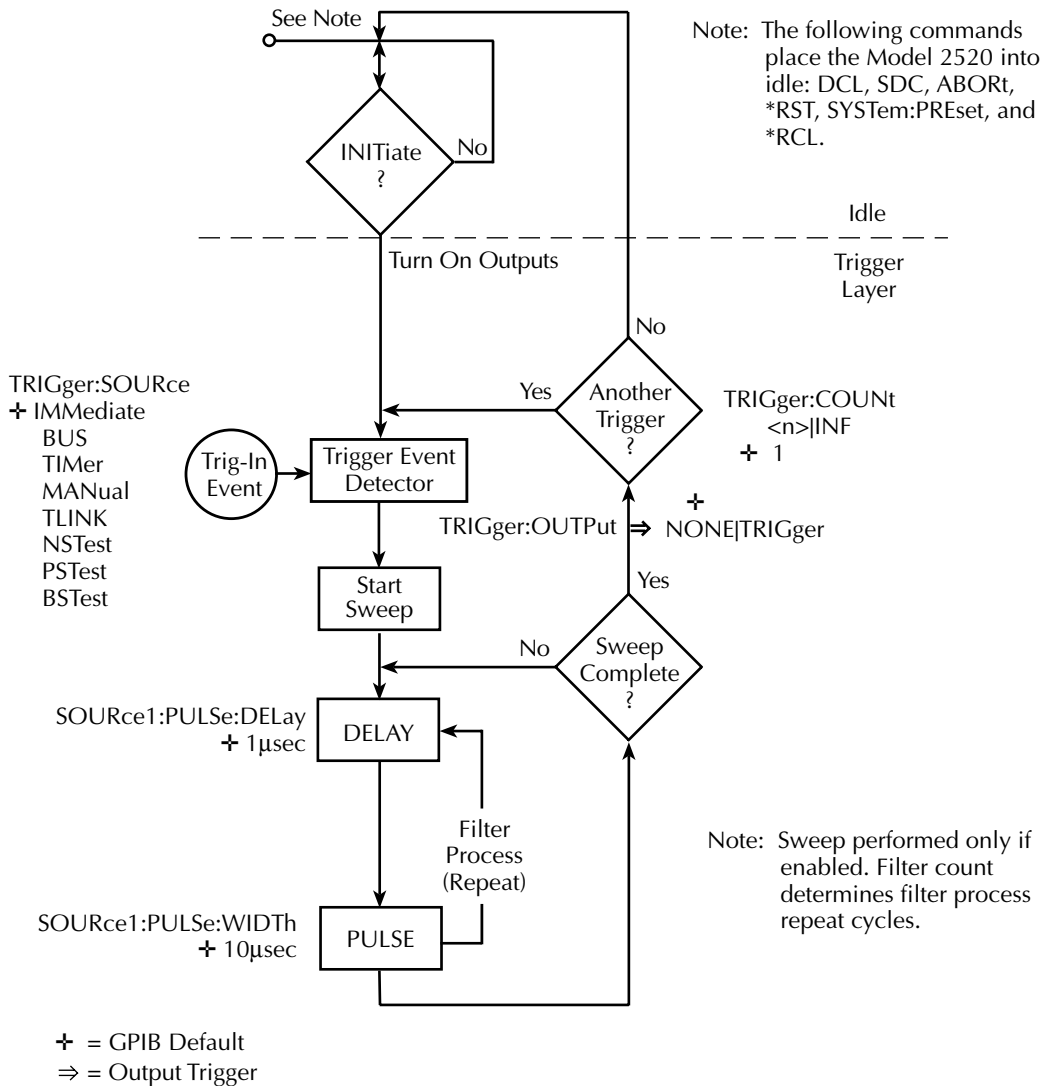 See Note
Note: The following commands
place the Model 2520 into
idle: DCL, SDC, ABORt,
*RST, SYSTem:PREset, and
*RCL.
INITiate
?
No
Idle
Turn On Outputs
Trigger
Layer
No
TRIGger:SOURce
✛ IMMediate
BUS
TIMer
MANual
TLINK
NSTest
PSTest
BSTest
Yes
Another
Trigger
?
TRIGger:COUNt
<n>|INF
✛ 1
Trig-In
Event
Trigger Event
Detector
✛
TRIGger:OUTPut ⇒ NONE|TRIGger
Start
Sweep
Yes
No
Sweep
Complete
?
SOURce1:PULSe:DELay
✛ 1µsec
DELAY
Filter
Process
(Repeat)
Note: Sweep performed only if
enabled. Filter count
determines filter process
repeat cycles.
SOURce1:PULSe:WIDTh
✛ 10µsec
PULSE
✛ = GPIB Default
⇒ = Output Trigger